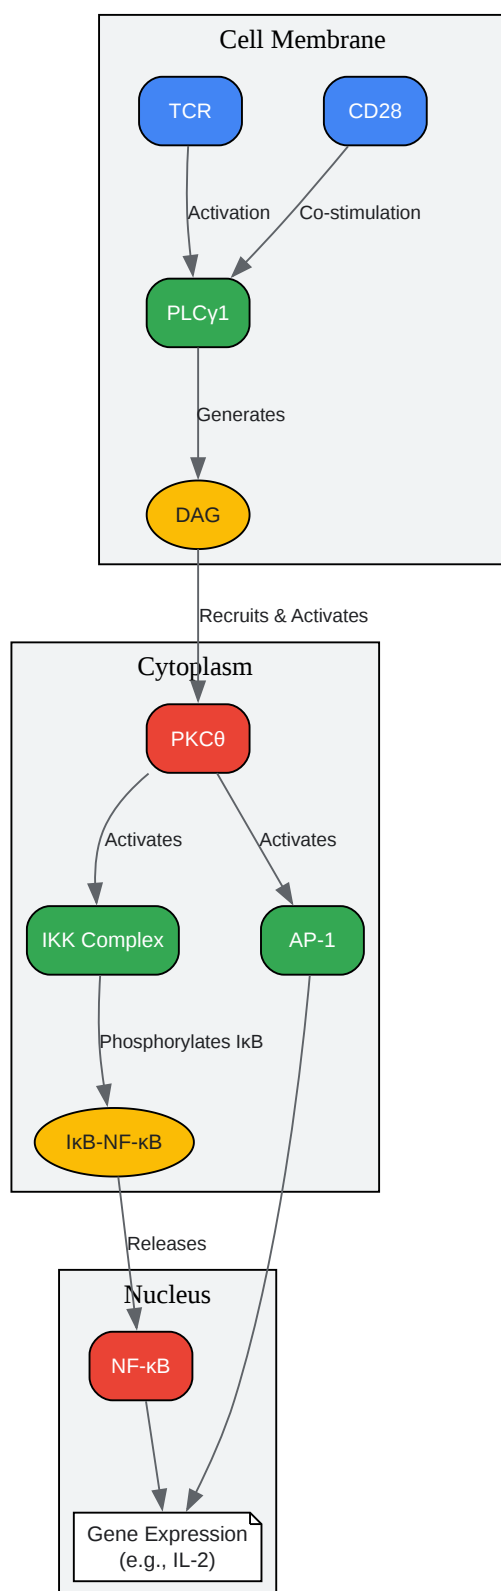 Cell Membrane
TCR
CD28
Activation
Co-stimulation
PLCγ1
Generates
DAG
Recruits & Activates
Cytoplasm
PKCθ
Activates
Activates
IKK Complex
AP-1
Phosphorylates IκB
IκB-NF-κB
Releases
Nucleus
NF-κB
Gene Expression
(e.g., IL-2)